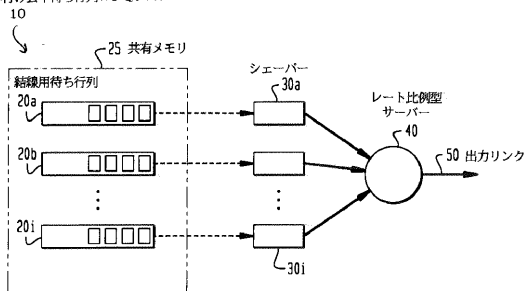 10
25 共有メモリ
結線用待ち行列
シェーバー
30a
レート比例型
サーバー
40
20a
50 出力リンク
20b
20i
30i